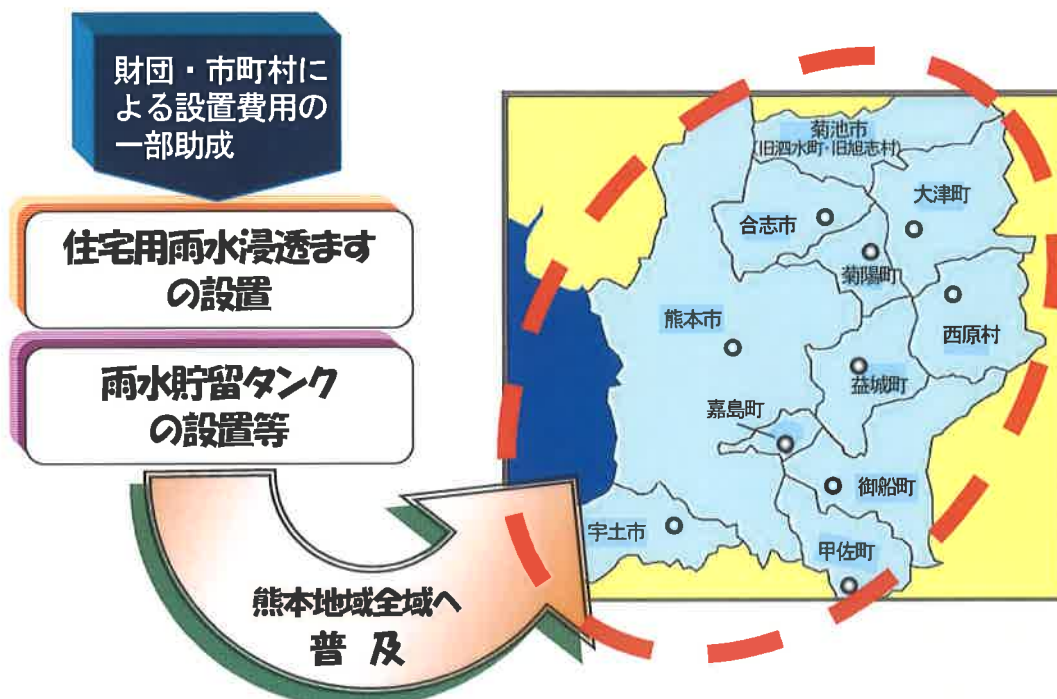 財団・市町村に
よる設置費用の
一部助成
住宅用雨水浸透ます
の設置
雨水貯留タンク
の設置等
熊本地域全域へ
普 及
菊池市
(旧泗水町・旧旭志村)
大津町
合志市
菊陽町
熊本市
西原村
益城町
嘉島町
御船町
宇土市
甲佐町